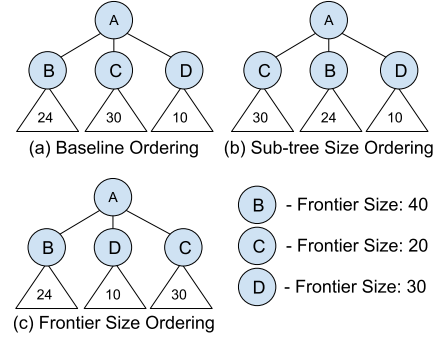 A
B C D
24 30 10
(a) Baseline Ordering
A
C B D
30 24 10
(b) Sub-tree Size Ordering
A
B D C
24 10 30
(c) Frontier Size Ordering
B - Frontier Size: 40
C - Frontier Size: 20
D - Frontier Size: 30